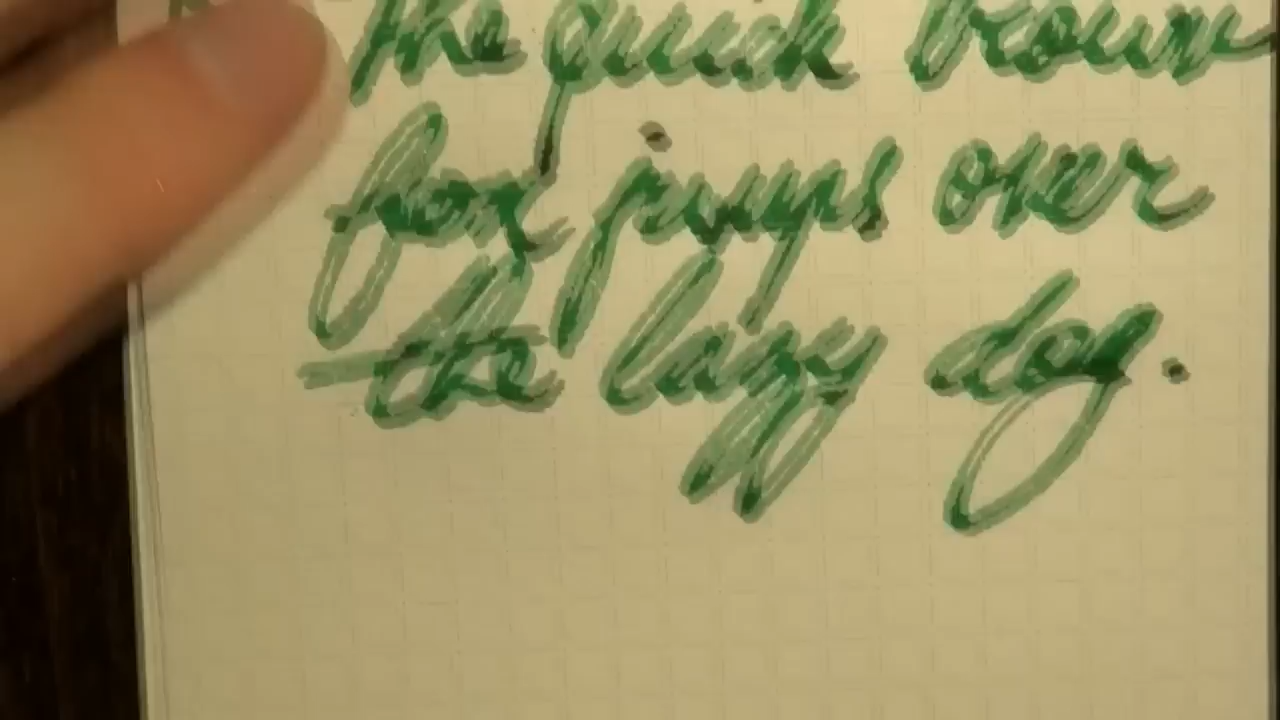 the quick brown
fox jumps over
the lazy dog.